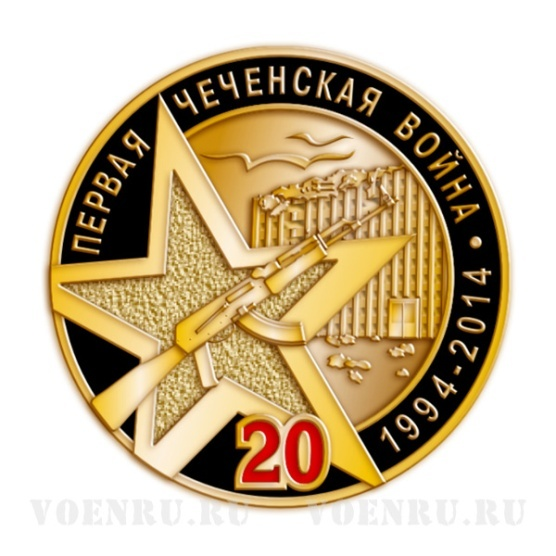 ПЕРВАЯ ЧЕЧЕНСКАЯ ВОЙНА • 1994-2014
20
VOENRU.RU VOENRU.RU